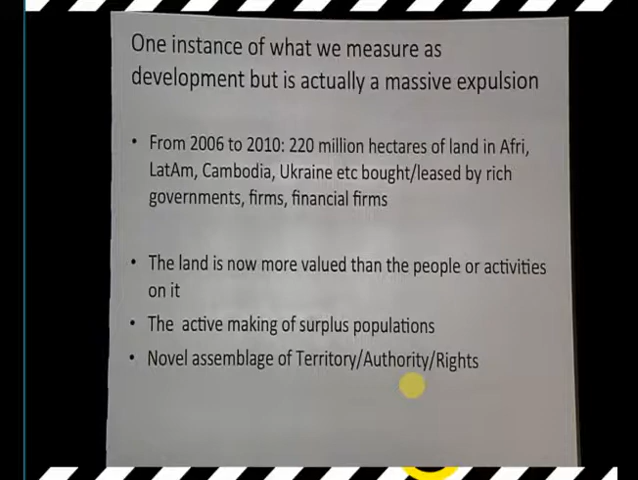 One instance of what we measure as
development but is actually a massive expulsion
• From 2006 to 2010: 220 million hectares of land in Afri,
LatAm, Cambodia, Ukraine etc bought/leased by rich
governments, firms, financial firms
• The land is now more valued than the people or activities
on it
• The active making of surplus populations
• Novel assemblage of Territory/Authority/Rights